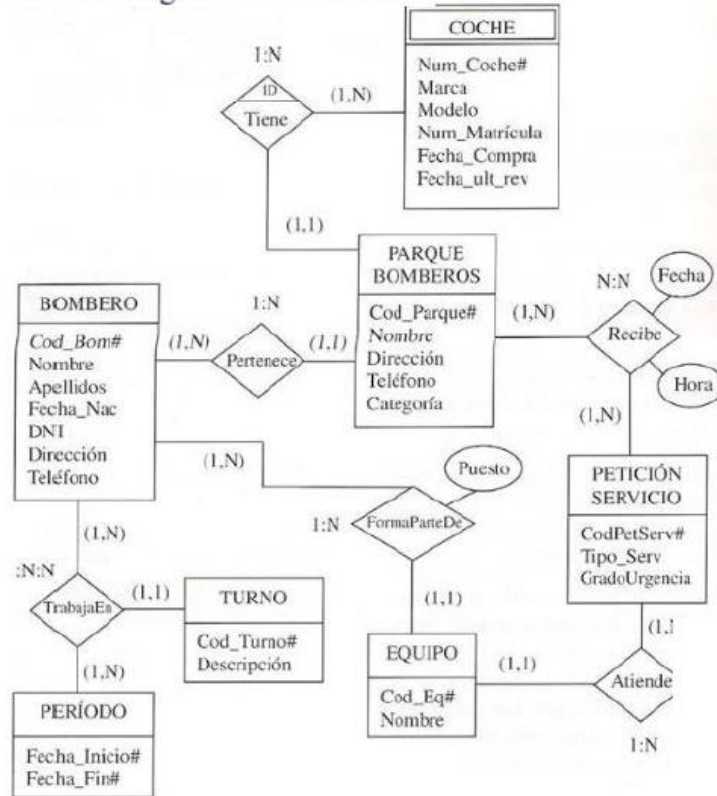 COCHE
Num_Coche#
Marca
Modelo
Num_Matrícula
Fecha_Compra
Fecha_ult_rev
1:N
ID
Tiene
(1,N)
(1,1)
PARQUE
BOMBEROS
Cod_Parque#
Nombre
Dirección
Teléfono
Categoría
(1,N)
N:N
Fecha
Recibe
Hora
(1,N)
BOMBERO
Cod_Bom#
Nombre
Apellidos
Fecha_Nac
DNI
Dirección
Teléfono
1:N
(1,N)
Pertenece
(1,1)
(1,N)
Puesto
1:N
FormaParteDe
(1,1)
PETICIÓN
SERVICIO
CodPetServ#
Tipo_Serv
GradoUrgencia
(1,N)
:N:N
TrabajaEn
(1,1)
TURNO
Cod_Turno#
Descripción
(1,N)
PERÍODO
Fecha_Inicio#
Fecha_Fin#
EQUIPO
Cod_Eq#
Nombre
(1,1)
Atiende
1:N